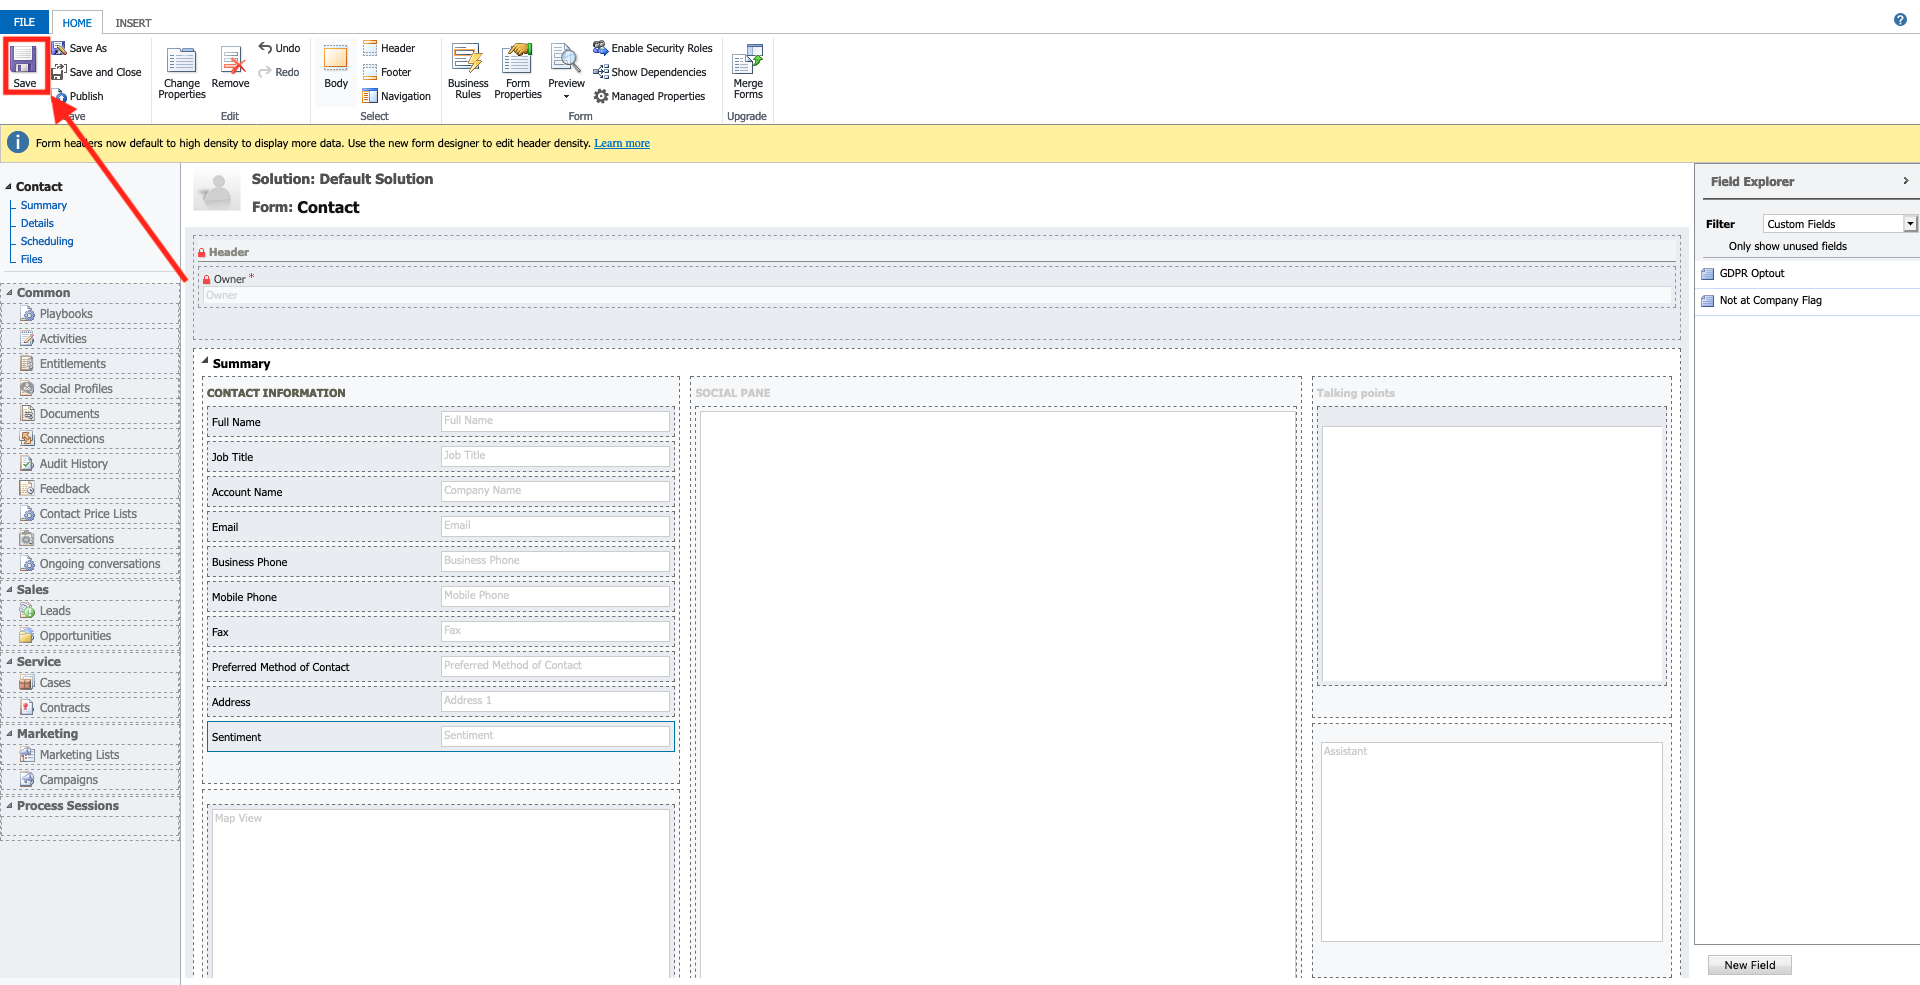 FILE HOME INSERT
Save
Save As
Save and Close
Publish
Change Properties
Remove
Undo
Redo
Edit
Body
Header
Footer
Navigation
Select
Business Rules
Form Properties
Preview
Enable Security Roles
Show Dependencies
Managed Properties
Form
Merge Forms
Upgrade
Form headers now default to high density to display more data. Use the new form designer to edit header density. Learn more
Contact
Summary
Details
Scheduling
Files
Common
Playbooks
Activities
Entitlements
Social Profiles
Documents
Connections
Audit History
Feedback
Contact Price Lists
Conversations
Ongoing conversations
Sales
Leads
Opportunities
Service
Cases
Contracts
Marketing
Marketing Lists
Campaigns
Process Sessions
Solution: Default Solution
Form: Contact
Header
Owner *
Owner
Summary
CONTACT INFORMATION
Full Name Full Name
Job Title Job Title
Account Name Company Name
Email Email
Business Phone Business Phone
Mobile Phone Mobile Phone
Fax Fax
Preferred Method of Contact Preferred Method of Contact
Address Address 1
Sentiment Sentiment
Map View
SOCIAL PANE
Talking points
Assistant
Field Explorer
Filter Custom Fields
Only show unused fields
GDPR Optout
Not at Company Flag
New Field